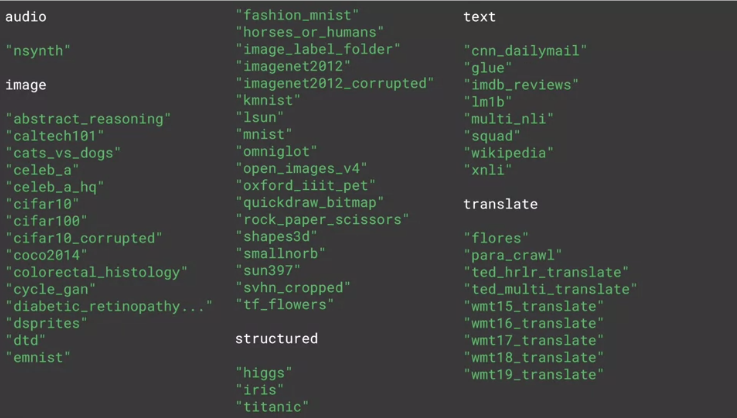 audio
"nsynth"
image
"abstract_reasoning"
"caltech101"
"cats_vs_dogs"
"celeb_a"
"celeb_a_hq"
"cifar10"
"cifar100"
"cifar10_corrupted"
"coco2014"
"colorectal_histology"
"cycle_gan"
"diabetic_retinopathy..."
"dsprites"
"dtd"
"emnist"
"fashion_mnist"
"horses_or_humans"
"image_label_folder"
"imagenet2012"
"imagenet2012_corrupted"
"kmnist"
"lsun"
"mnist"
"omniglot"
"open_images_v4"
"oxford_iiit_pet"
"quickdraw_bitmap"
"rock_paper_scissors"
"shapes3d"
"smallnorb"
"sun397"
"svhn_cropped"
"tf_flowers"
structured
"higgs"
"iris"
"titanic"
text
"cnn_dailymail"
"glue"
"imdb_reviews"
"lm1b"
"multi_nli"
"squad"
"wikipedia"
"xnli"
translate
"flores"
"para_crawl"
"ted_hrlr_translate"
"ted_multi_translate"
"wmt15_translate"
"wmt16_translate"
"wmt17_translate"
"wmt18_translate"
"wmt19_translate"